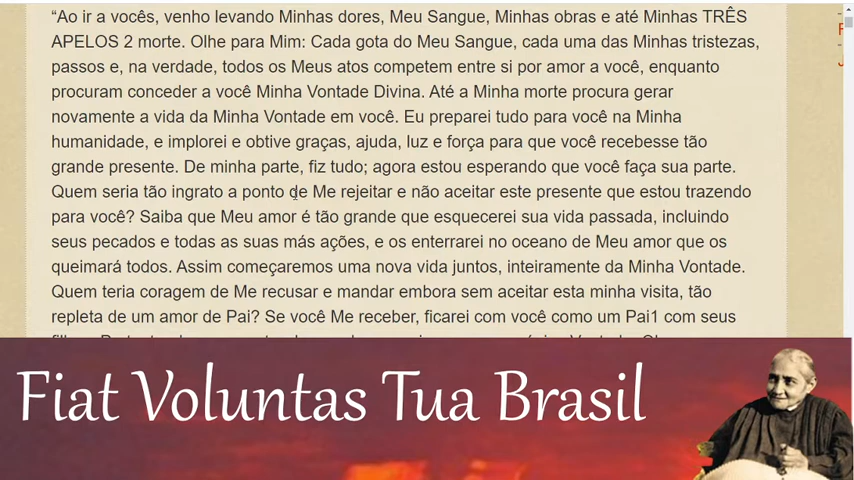 “Ao ir a vocês, venho levando Minhas dores, Meu Sangue, Minhas obras e até Minhas TRÊS
APELOS 2 morte. Olhe para Mim: Cada gota do Meu Sangue, cada uma das Minhas tristezas,
passos e, na verdade, todos os Meus atos competem entre si por amor a você, enquanto
procuram conceder a você Minha Vontade Divina. Até a Minha morte procura gerar
novamente a vida da Minha Vontade em você. Eu preparei tudo para você na Minha
humanidade, e implorei e obtive graças, ajuda, luz e força para que você recebesse tão
grande presente. De minha parte, fiz tudo; agora estou esperando que você faça sua parte.
Quem seria tão ingrato a ponto de Me rejeitar e não aceitar este presente que estou trazendo
para você? Saiba que Meu amor é tão grande que esquecerei sua vida passada, incluindo
seus pecados e todas as suas más ações, e os enterrarei no oceano de Meu amor que os
queimará todos. Assim começaremos uma nova vida juntos, inteiramente da Minha Vontade.
Quem teria coragem de Me recusar e mandar embora sem aceitar esta minha visita, tão
repleta de um amor de Pai? Se você Me receber, ficarei com você como um Pai1 com seus
Fiat Voluntas Tua Brasil